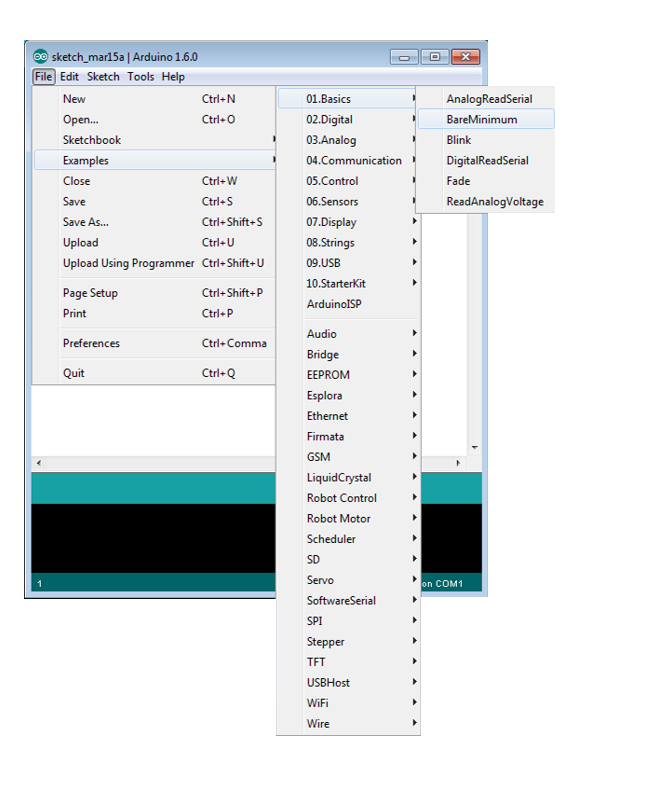 sketch_mar15a | Arduino 1.6.0
File Edit Sketch Tools Help
New Ctrl+N
Open... Ctrl+O
Sketchbook
Examples
Close Ctrl+W
Save Ctrl+S
Save As... Ctrl+Shift+S
Upload Ctrl+U
Upload Using Programmer Ctrl+Shift+U
Page Setup Ctrl+Shift+P
Print Ctrl+P
Preferences Ctrl+Comma
Quit Ctrl+Q
01.Basics
02.Digital
03.Analog
04.Communication
05.Control
06.Sensors
07.Display
08.Strings
09.USB
10.StarterKit
ArduinoISP
Audio
Bridge
EEPROM
Esplora
Ethernet
Firmata
GSM
LiquidCrystal
Robot Control
Robot Motor
Scheduler
SD
Servo
SoftwareSerial
SPI
Stepper
TFT
USBHost
WiFi
Wire
AnalogReadSerial
BareMinimum
Blink
DigitalReadSerial
Fade
ReadAnalogVoltage
1
on COM1